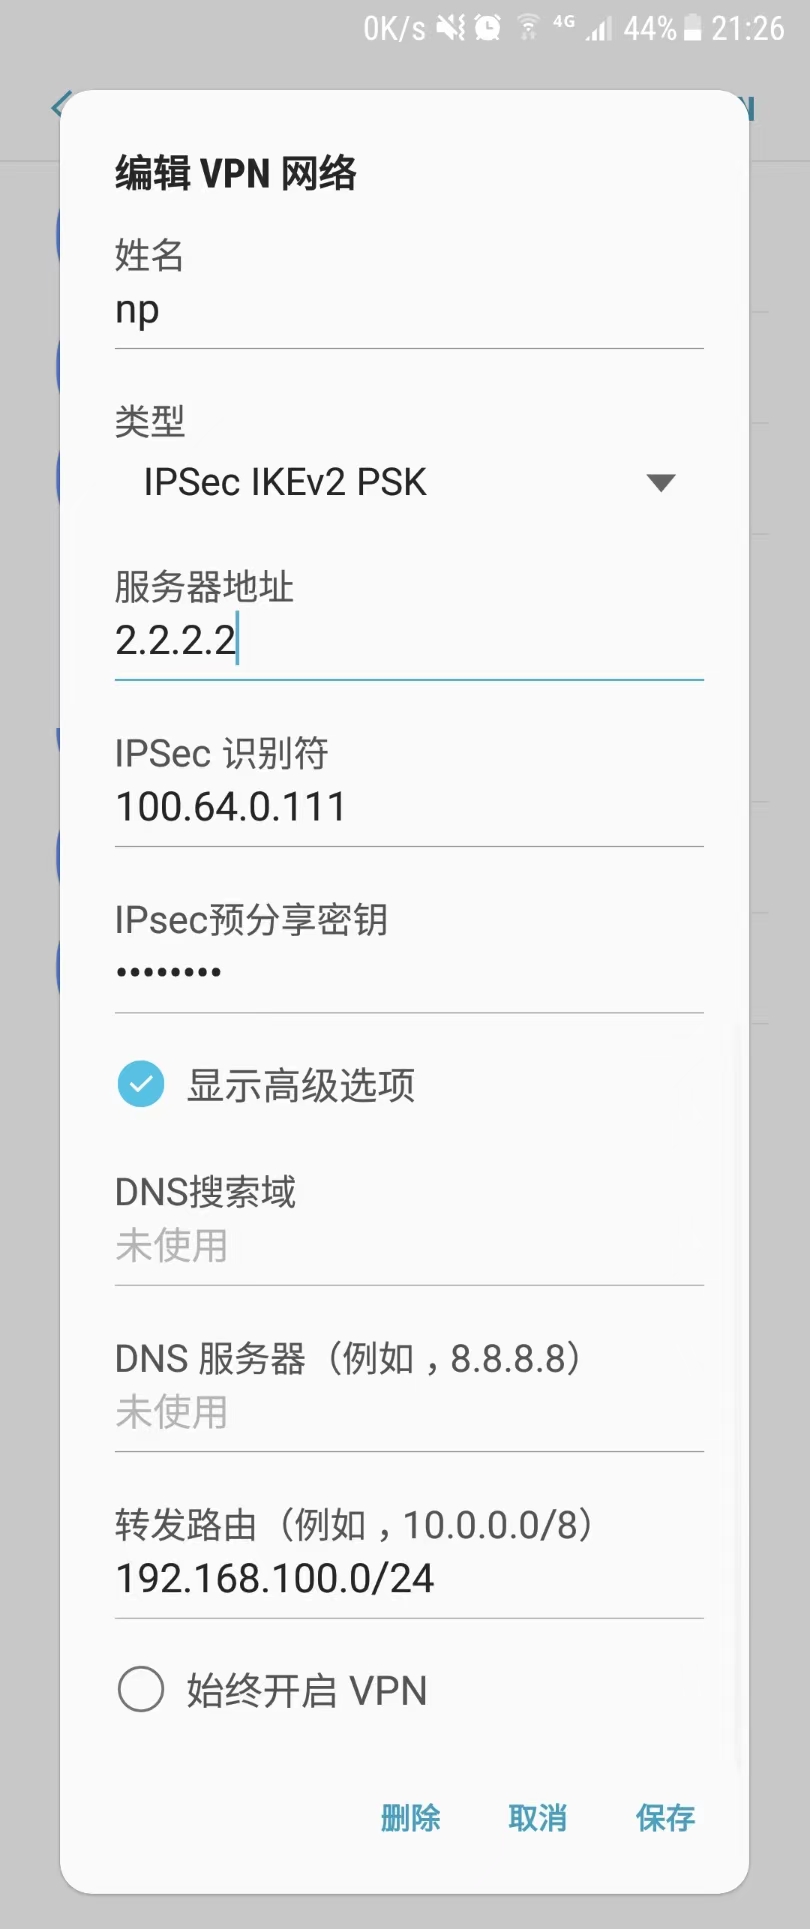 0K/s 4G 44% 21:26
编辑 VPN 网络
姓名
np
类型
IPSec IKEv2 PSK
服务器地址
2.2.2.2
IPSec 识别符
100.64.0.111
IPsec预分享密钥
••••••••
显示高级选项
DNS搜索域
未使用
DNS 服务器（例如，8.8.8.8）
未使用
转发路由（例如，10.0.0.0/8）
192.168.100.0/24
始终开启 VPN
删除 取消 保存